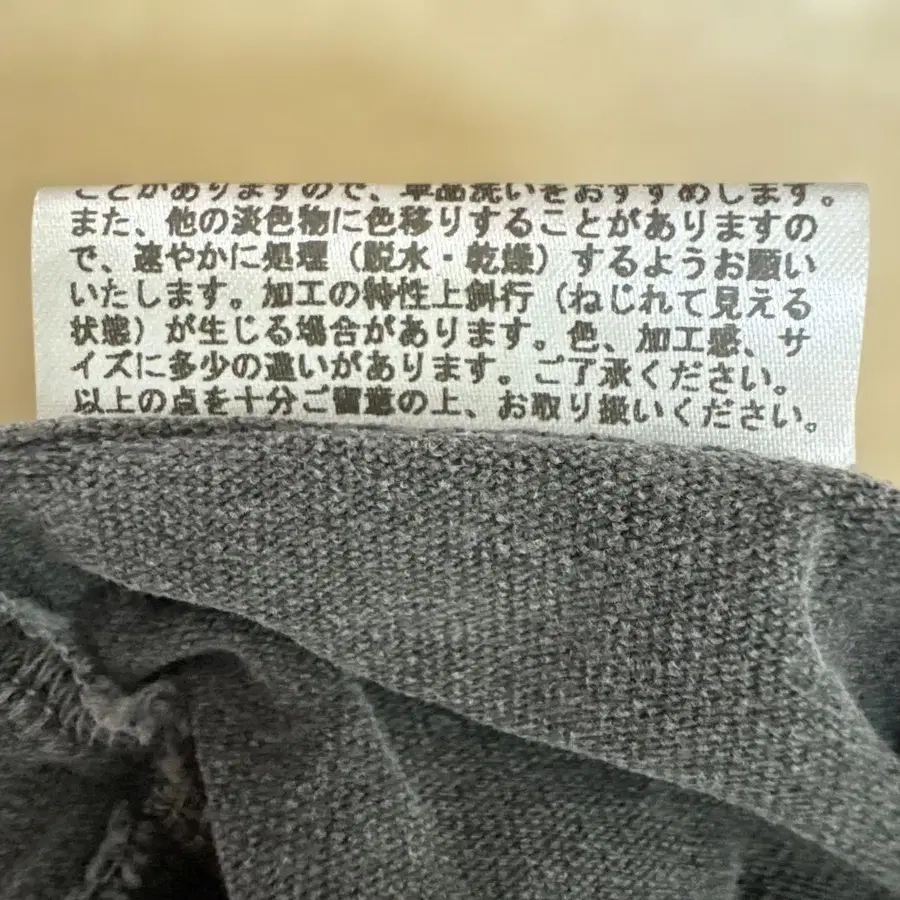 ことがありますので、単品洗いをおすすめします。
また、他の淡色物に色移りすることがありますの
で、速やかに処理（脱水・乾燥）するようお願い
いたします。加工の特性上斜行（ねじれて見える
状態）が生じる場合があります。色、加工感、サ
イズに多少の違いがあります。ご了承ください。
以上の点を十分ご留意の上、お取り扱いください。